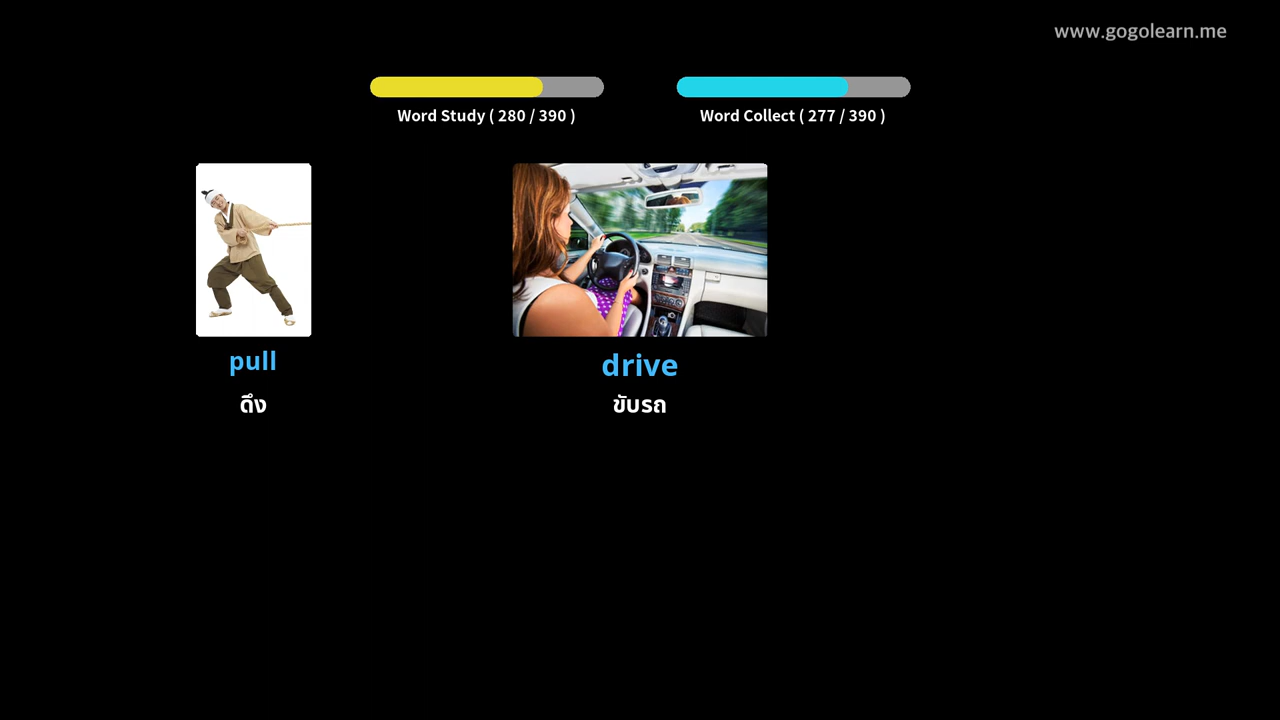 www.gogolearn.me
Word Study ( 280 / 390 )
Word Collect ( 277 / 390 )
pull
drive
ดึง
ขับรถ